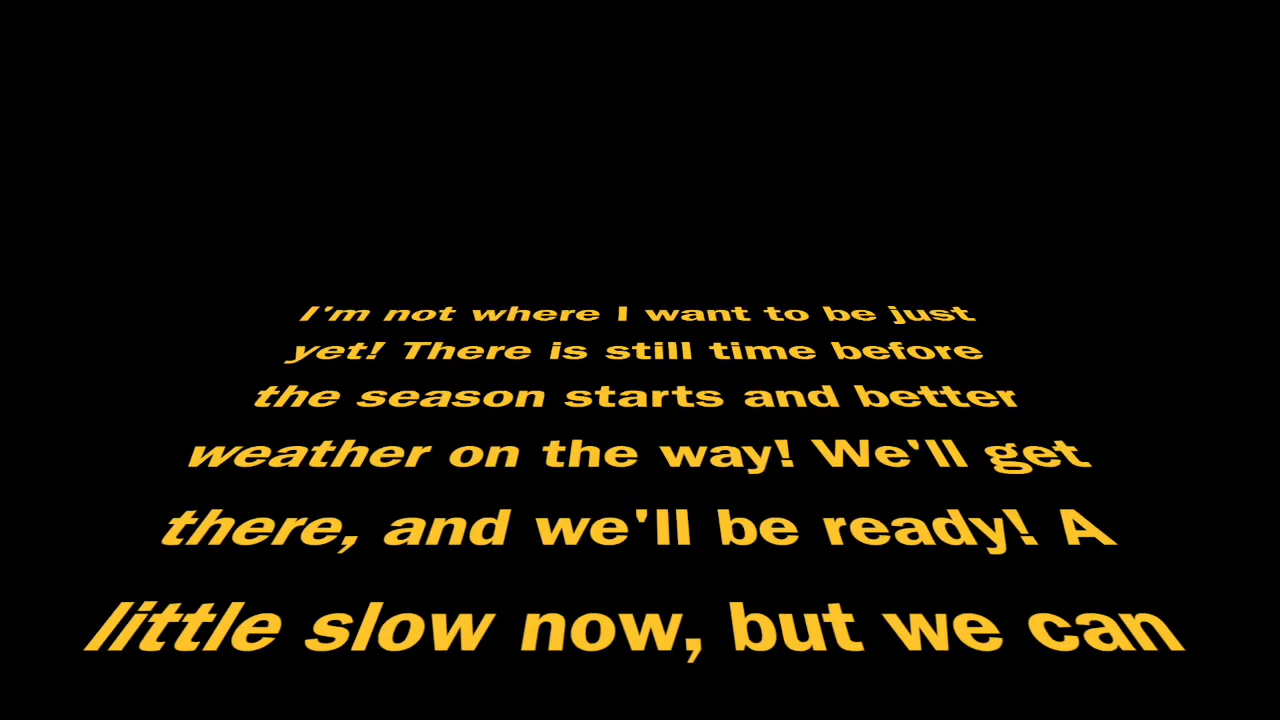 I'm not where I want to be just
yet! There is still time before
the season starts and better
weather on the way! We'll get
there, and we'll be ready! A
little slow now, but we can